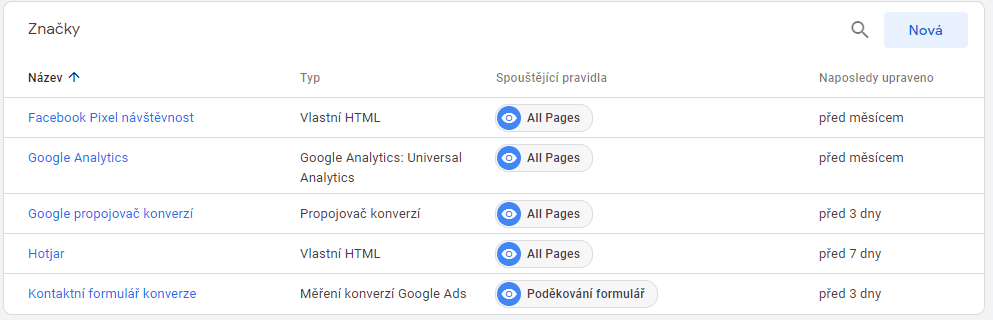 Značky
Nová
Název Typ Spouštějící pravidla Naposledy upraveno
Facebook Pixel návštěvnost Vlastní HTML All Pages před měsícem
Google Analytics Google Analytics: Universal All Pages před měsícem
Analytics
Google propojovač konverzí Propojovač konverzí All Pages před 3 dny
Hotjar Vlastní HTML All Pages před 7 dny
Kontaktní formulář konverze Měření konverzí Google Ads Poděkování formulář před 3 dny